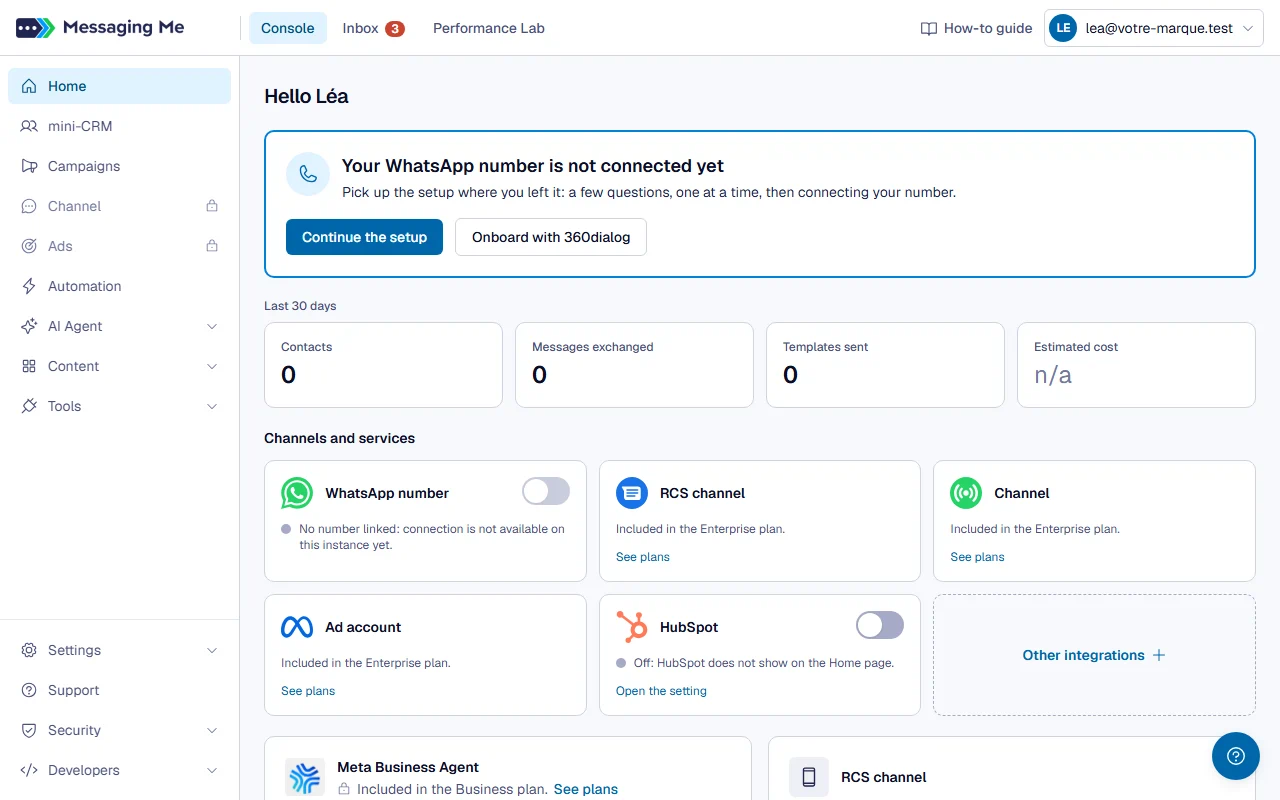 Messaging Me
Console
Inbox 3
Performance Lab
How-to guide
LE lea@votre-marque.test
Home
mini-CRM
Campaigns
Channel
Ads
Automation
AI Agent
Content
Tools
Settings
Support
Security
Developers
Hello Léa
Your WhatsApp number is not connected yet
Pick up the setup where you left it: a few questions, one at a time, then connecting your number.
Continue the setup
Onboard with 360dialog
Last 30 days
Contacts
0
Messages exchanged
0
Templates sent
0
Estimated cost
n/a
Channels and services
WhatsApp number
No number linked: connection is not available on
this instance yet.
RCS channel
Included in the Enterprise plan.
See plans
Channel
Included in the Enterprise plan.
See plans
Ad account
Included in the Enterprise plan.
See plans
HubSpot
Off: HubSpot does not show on the Home page.
Open the setting
Other integrations
Meta Business Agent
Included in the Business plan. See plans
RCS channel